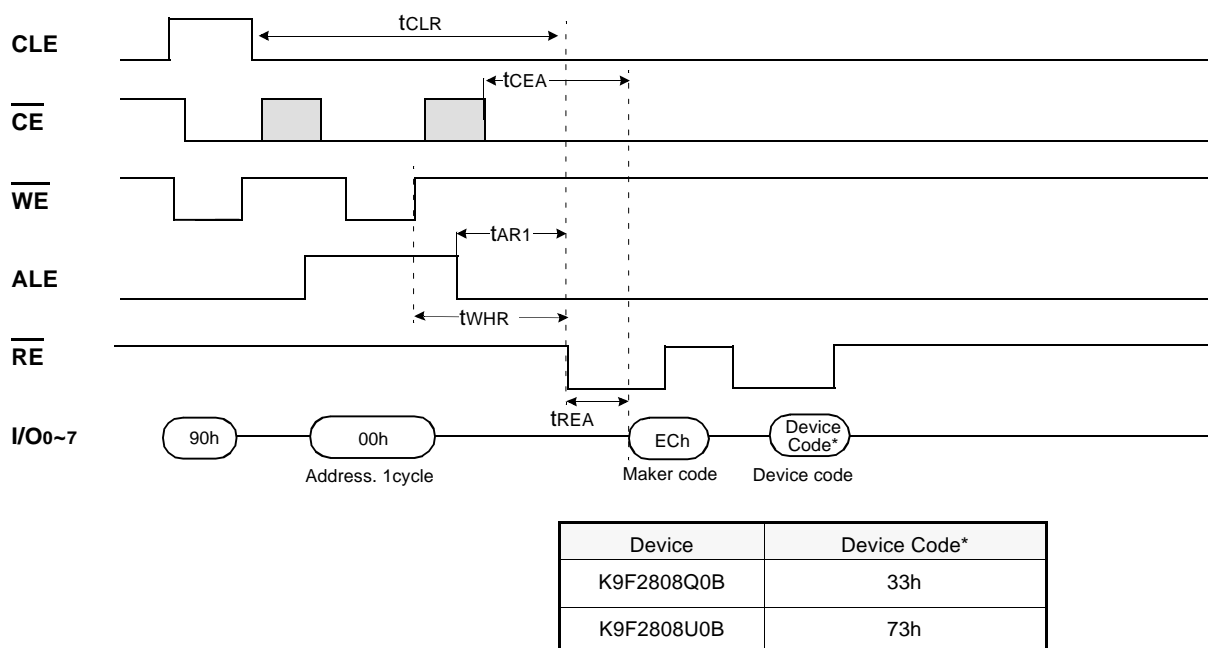 tCLR
CLE
tCEA
CE
WE
tAR1
ALE
tWHR
RE
tREA
I/O0~7
90h
00h
ECh
Device
Code*
Address. 1cycle
Maker code
Device code
Device Device Code*
K9F2808Q0B 33h
K9F2808U0B 73h